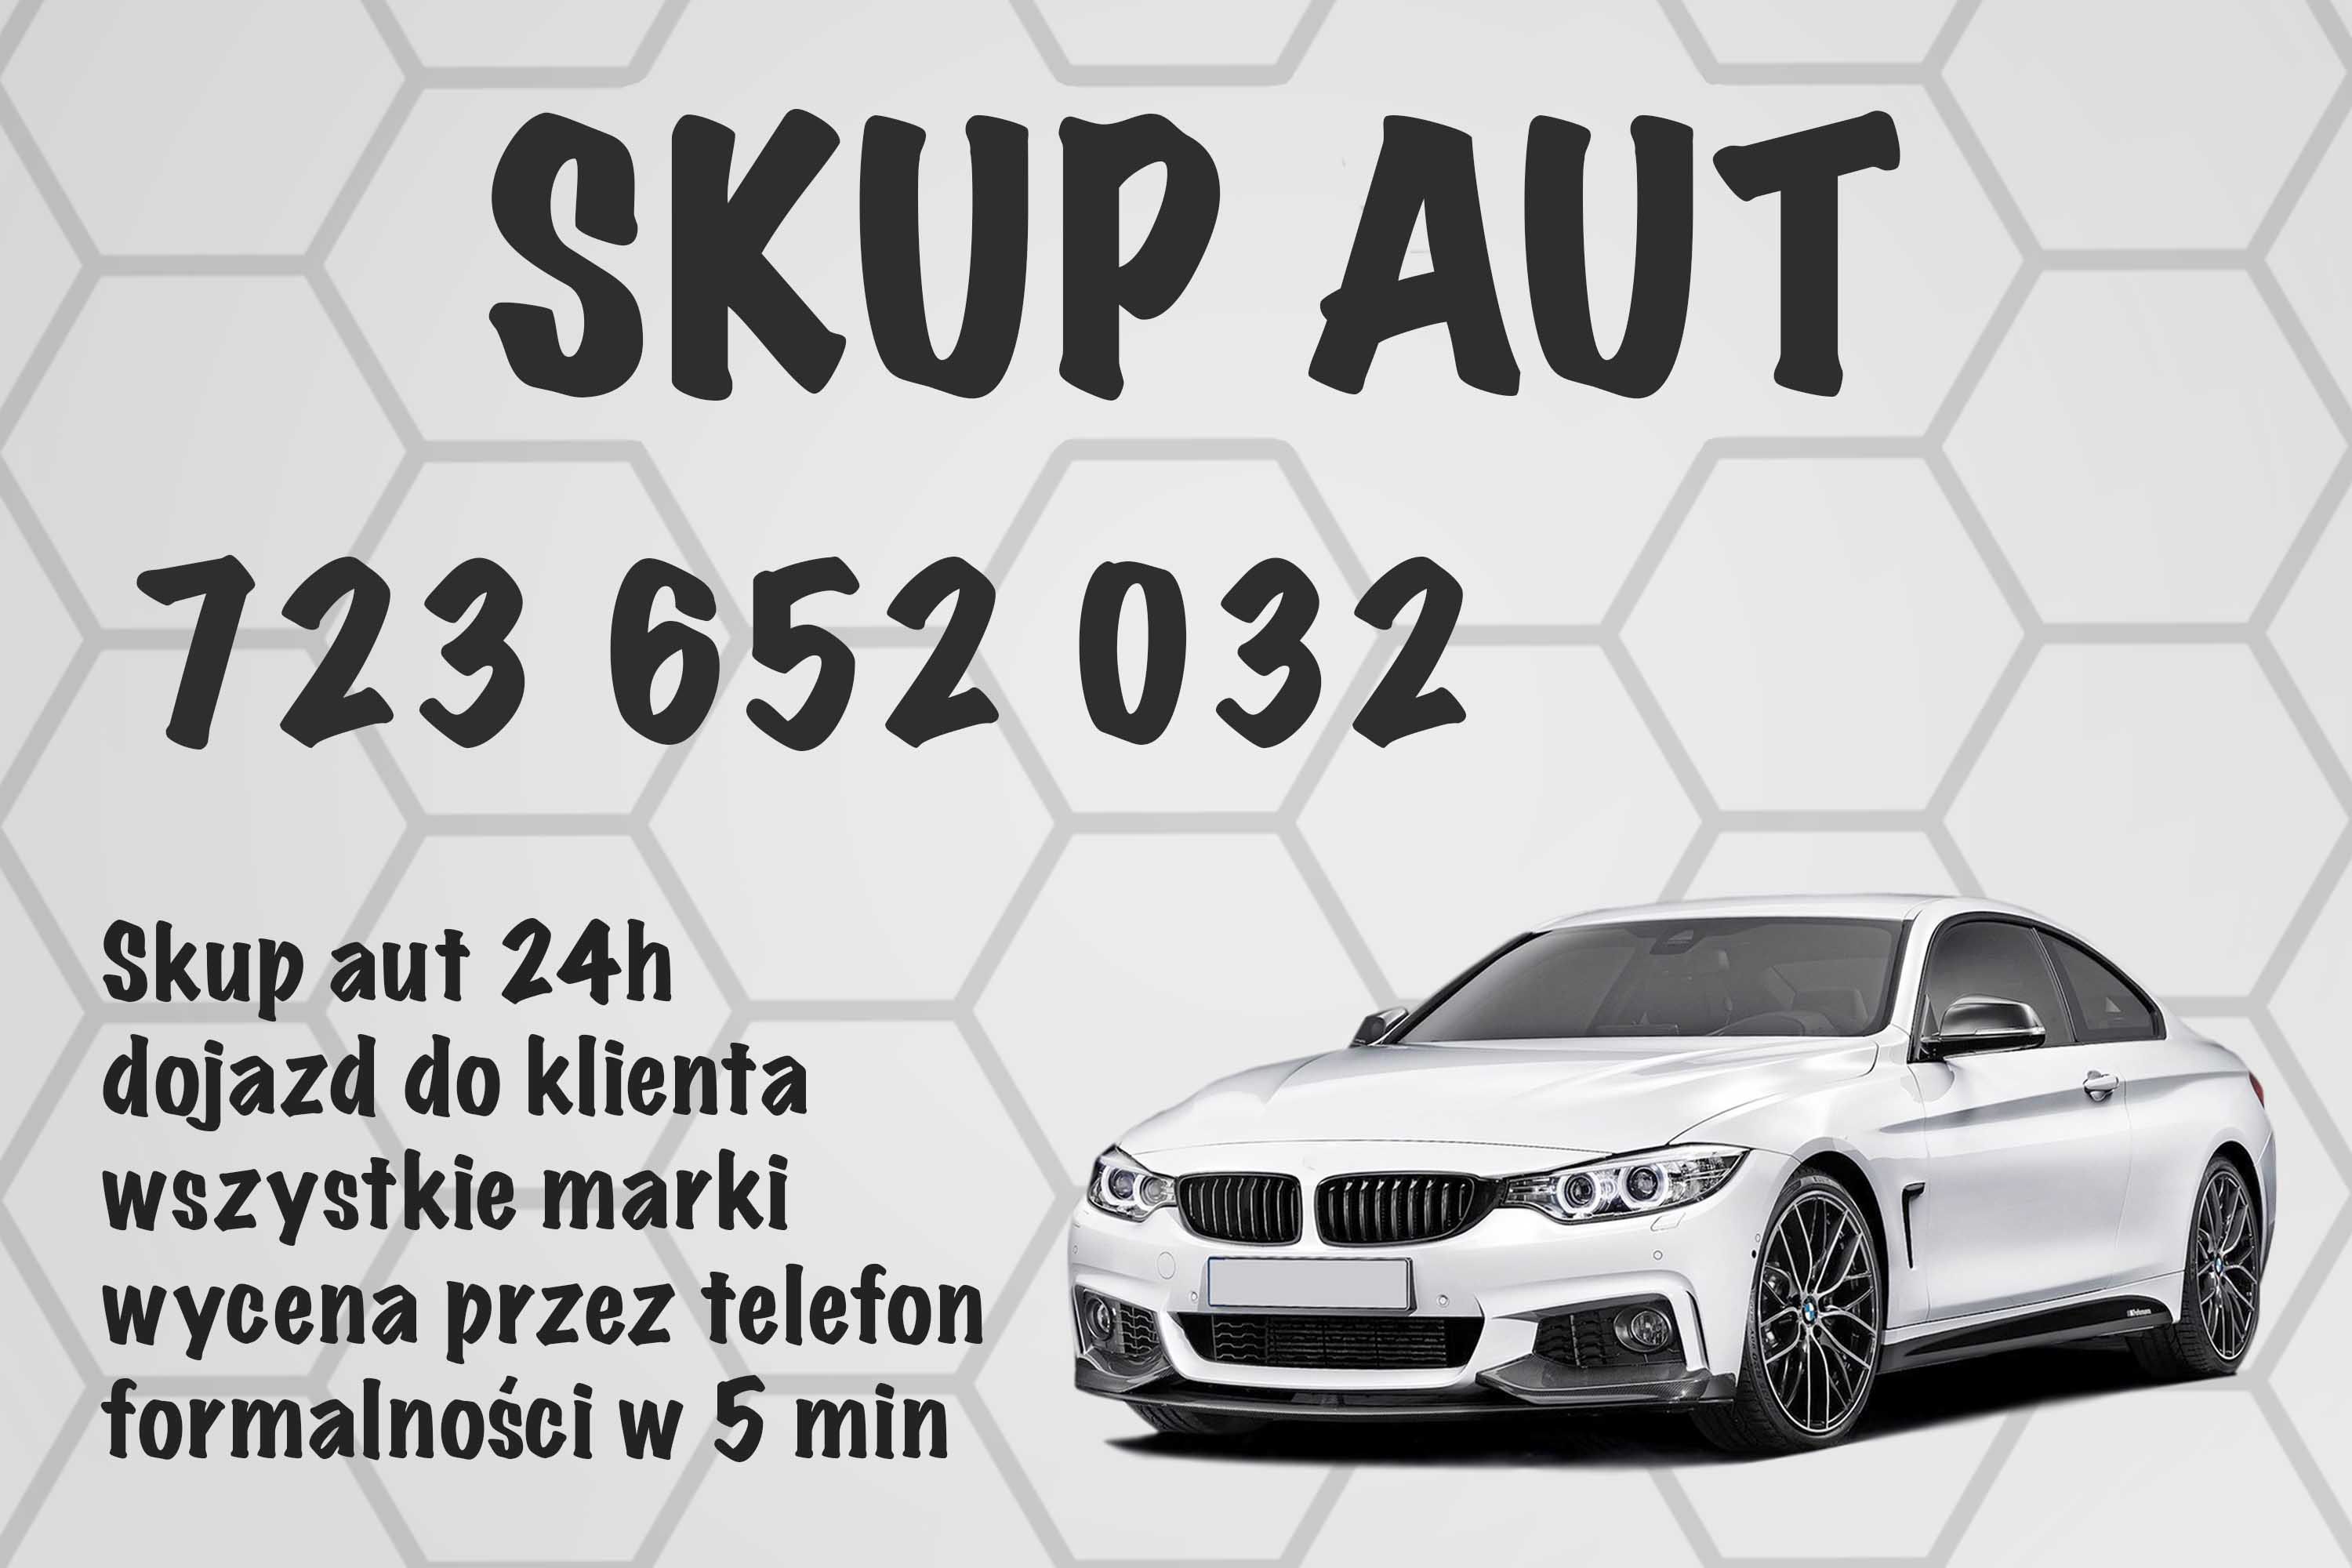 SKUP AUT
723 652 032
Skup aut 24h
dojazd do klienta
wszystkie marki
wycena przez telefon
formalności w 5 min